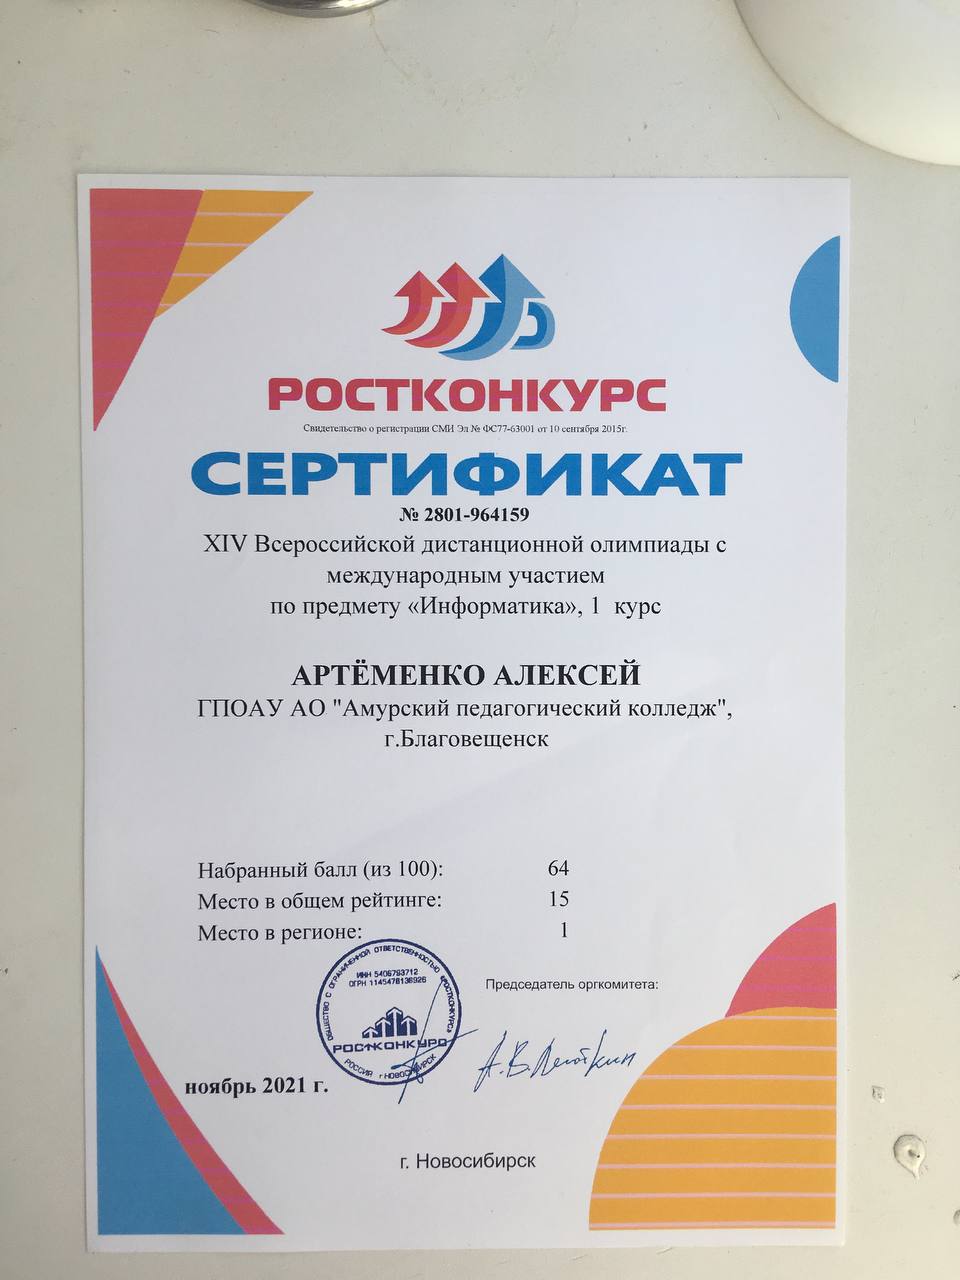 РОСТКОНКУРС
Свидетельство о регистрации СМИ Эл № ФС77-63001 от 10 сентября 2015г.
СЕРТИФИКАТ
№ 2801-964159
XIV Всероссийской дистанционной олимпиады с
международным участием
по предмету «Информатика», 1 курс
АРТЁМЕНКО АЛЕКСЕЙ
ГПОАУ АО "Амурский педагогический колледж",
г.Благовещенск
Набранный балл (из 100): 64
Место в общем рейтинге: 15
Место в регионе: 1
ОБЩЕСТВО С ОГРАНИЧЕННОЙ ОТВЕТСТВЕННОСТЬЮ «РОСТКОНКУРС»
ИНН 5406793712
ОГРН 1145476136926
РОСТКОНКУРС
РОССИЯ г НОВОСИБИРСК
Председатель оргкомитета:
А.В.
ноябрь 2021 г.
г. Новосибирск